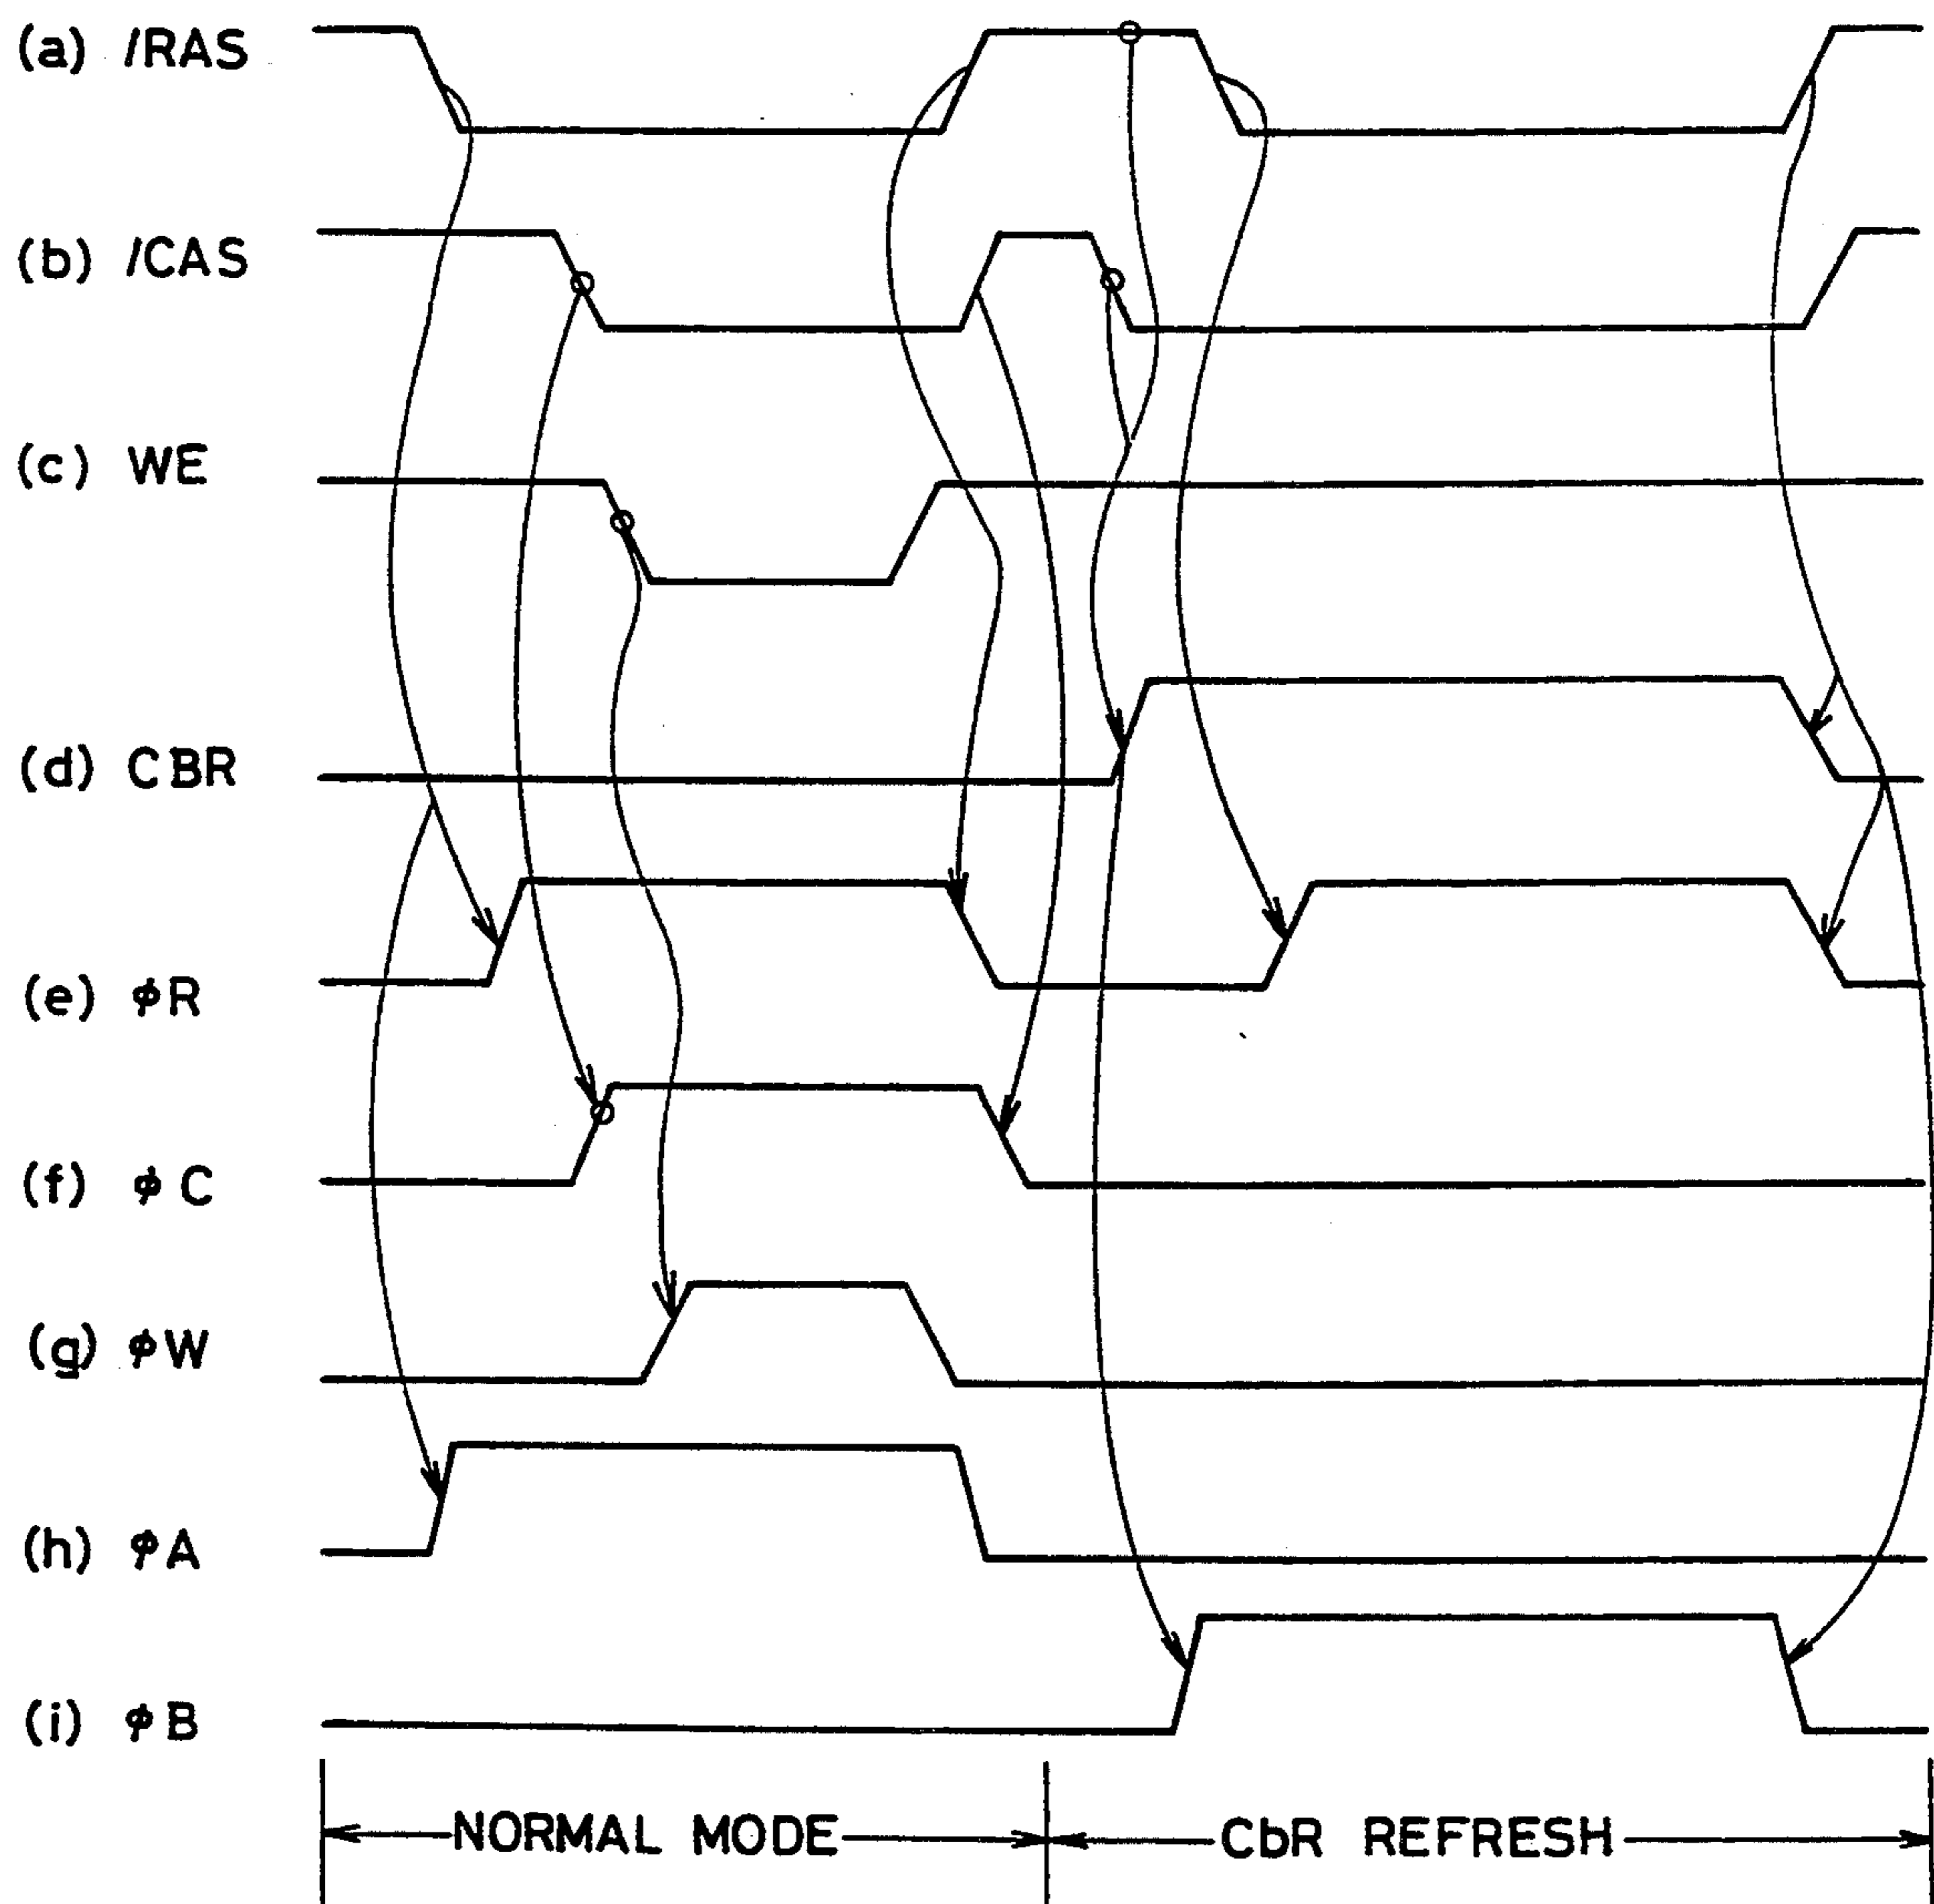 (a) /RAS
(b) /CAS
(c) WE
(d) CBR
(e) φR
(f) φC
(g) φW
(h) φA
(i) φB
NORMAL MODE CbR REFRESH